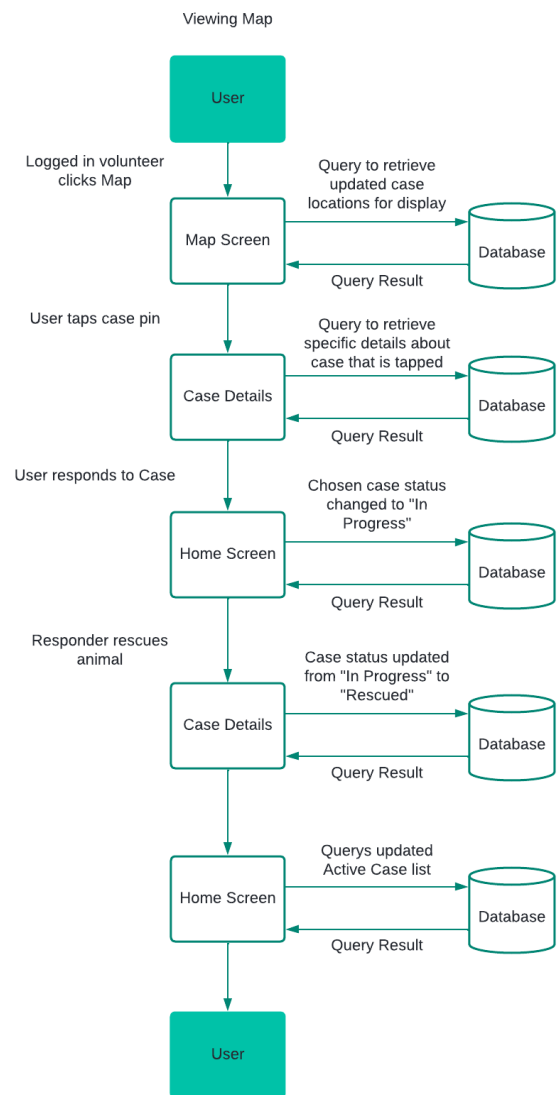 Viewing Map
User
Logged in volunteer
clicks Map
Query to retrieve
updated case
locations for display
Map Screen
Database
Query Result
User taps case pin
Query to retrieve
specific details about
case that is tapped
Case Details
Database
Query Result
User responds to Case
Chosen case status
changed to "In
Progress"
Home Screen
Database
Query Result
Responder rescues
animal
Case status updated
from "In Progress" to
"Rescued"
Case Details
Database
Query Result
Querys updated
Active Case list
Home Screen
Database
Query Result
User